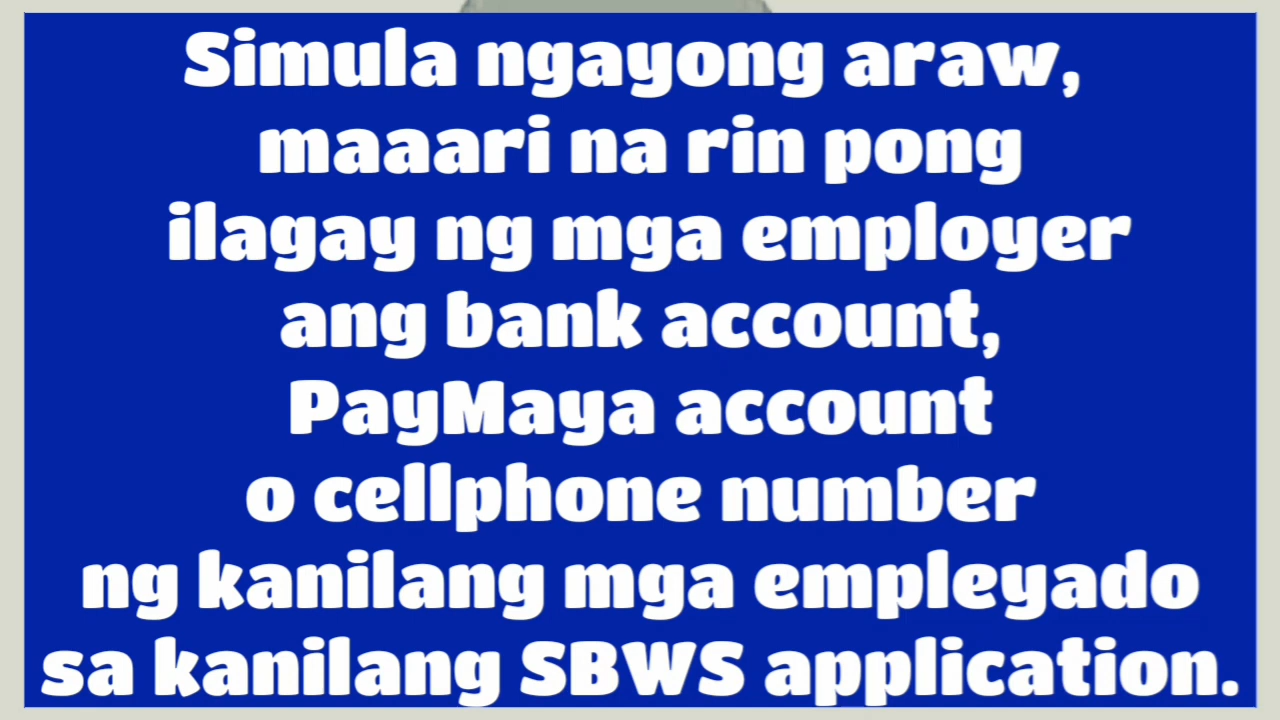 Simula ngayong araw,
maaari na rin pong
ilagay ng mga employer
ang bank account,
PayMaya account
o cellphone number
ng kanilang mga empleyado
sa kanilang SBWS application.